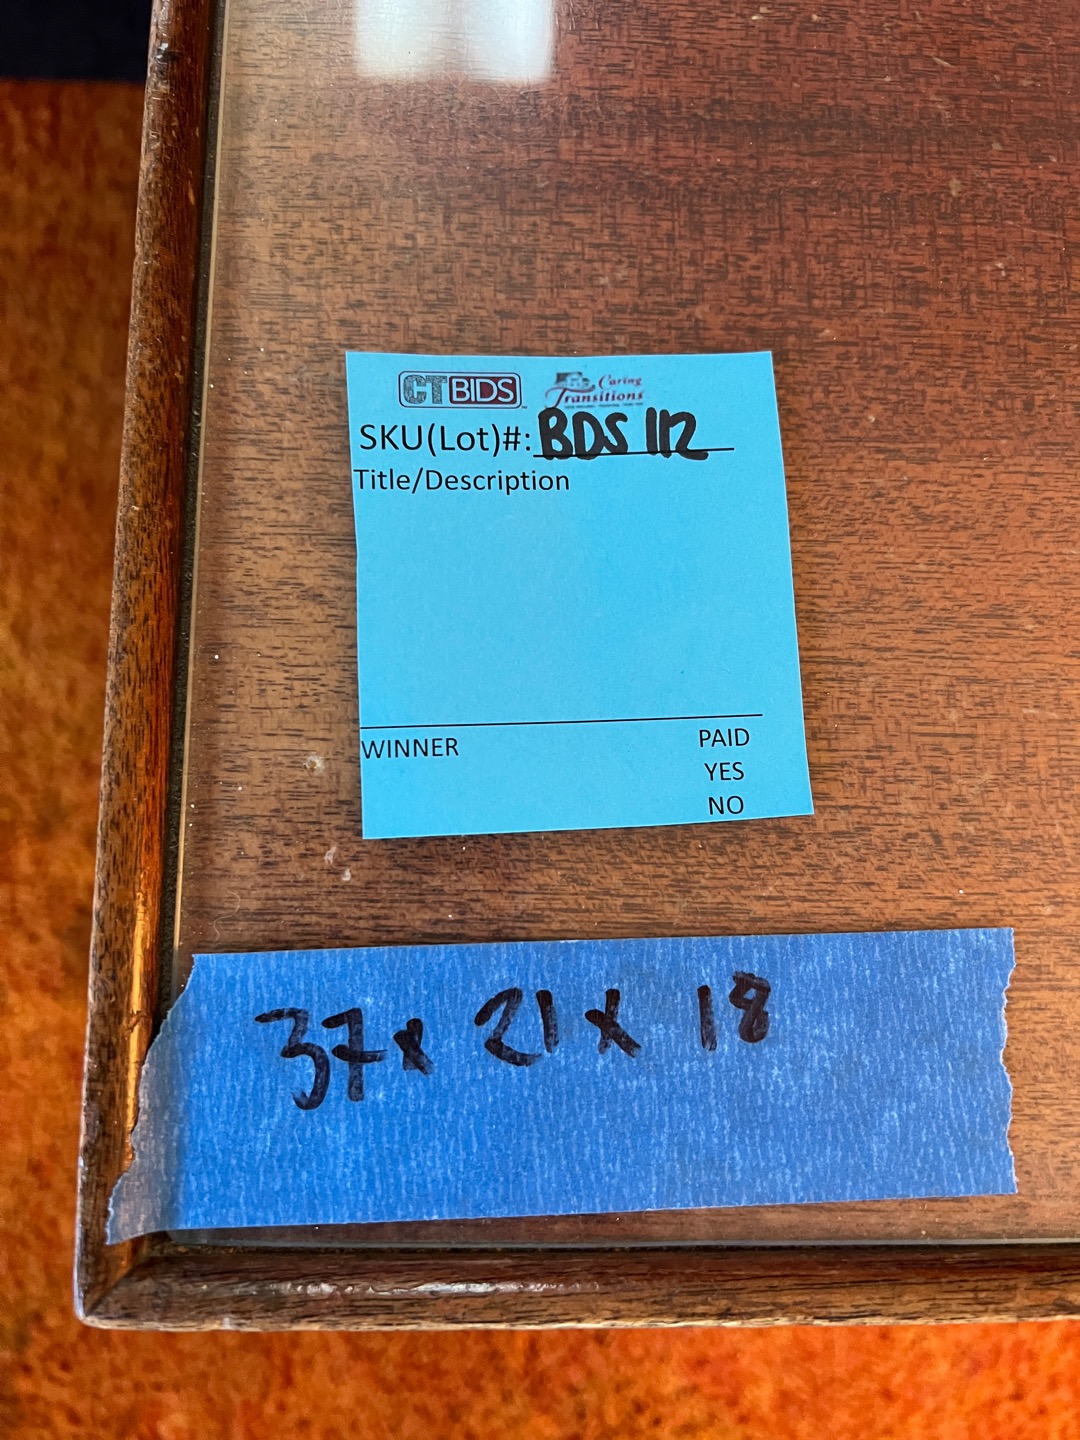 CTBIDS Caring Transitions
SKU(Lot)#: BDS 112
Title/Description
WINNER PAID
YES
NO
37 x 21 x 18